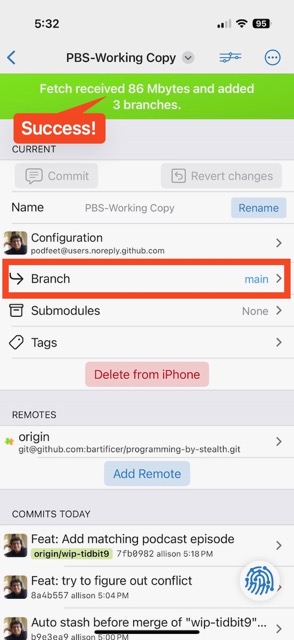 5:32
95
PBS-Working Copy
Fetch received 86 Mbytes and added
3 branches.
Success!
CURRENT
Commit
Revert changes
Name PBS-Working Copy Rename
Configuration
podfeet@users.noreply.github.com
Branch main
Submodules None
Tags
Delete from iPhone
REMOTES
origin
git@github.com:bartificer/programming-by-stealth.git
Add Remote
COMMITS TODAY
Feat: Add matching podcast episode
origin/wip-tidbit9 7fb0982 allison 5:18 PM
Feat: try to figure out conflict
8a4b557 allison 5:04 PM
Auto stash before merge of "wip-tidbit9"...
b9e3ea9 allison 5:00 PM